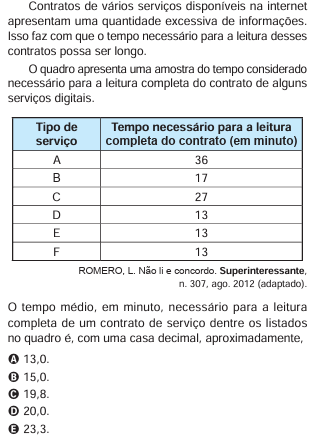 Contratos de vários serviços disponíveis na internet
apresentam uma quantidade excessiva de informações.
Isso faz com que o tempo necessário para a leitura desses
contratos possa ser longo.
O quadro apresenta uma amostra do tempo considerado
necessário para a leitura completa do contrato de alguns
serviços digitais.
Tipo de serviço Tempo necessário para a leitura completa do contrato (em minuto)
A 36
B 17
C 27
D 13
E 13
F 13
ROMERO, L. Não li e concordo. Superinteressante,
n. 307, ago. 2012 (adaptado).
O tempo médio, em minuto, necessário para a leitura
completa de um contrato de serviço dentre os listados
no quadro é, com uma casa decimal, aproximadamente,
A 13,0.
B 15,0.
C 19,8.
D 20,0.
E 23,3.